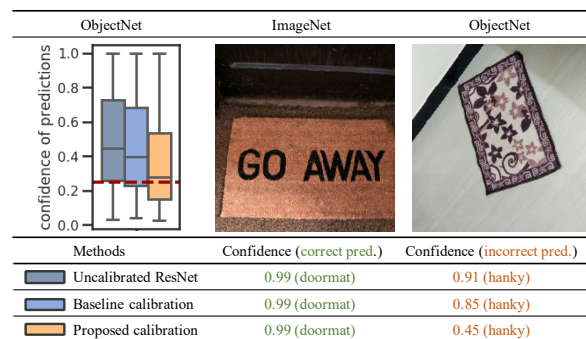 ObjectNet ImageNet ObjectNet
confidence of predictions
1.0
0.8
0.6
0.4
0.2
0.0
GO AWAY
Methods Confidence (correct pred.) Confidence (incorrect pred.)
Uncalibrated ResNet 0.99 (doormat) 0.91 (hanky)
Baseline calibration 0.99 (doormat) 0.85 (hanky)
Proposed calibration 0.99 (doormat) 0.45 (hanky)